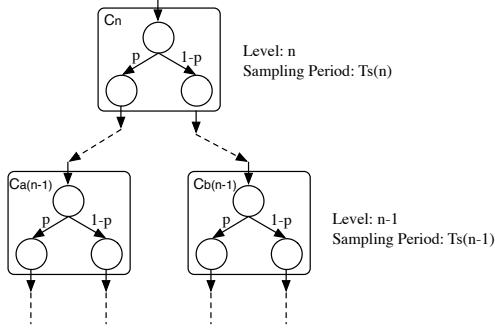 Cn
p 1-p
Level: n
Sampling Period: Ts(n)
Ca(n-1)
p 1-p
Cb(n-1)
p 1-p
Level: n-1
Sampling Period: Ts(n-1)